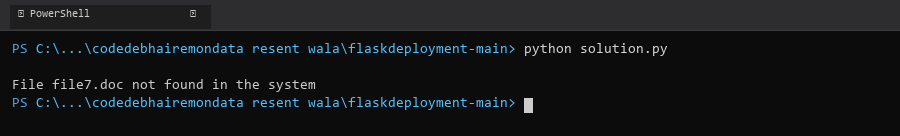 PowerShell
PS C:\...\codedebhairemondata resent wala\flaskdeployment-main> python solution.py
File file7.doc not found in the system
PS C:\...\codedebhairemondata resent wala\flaskdeployment-main>